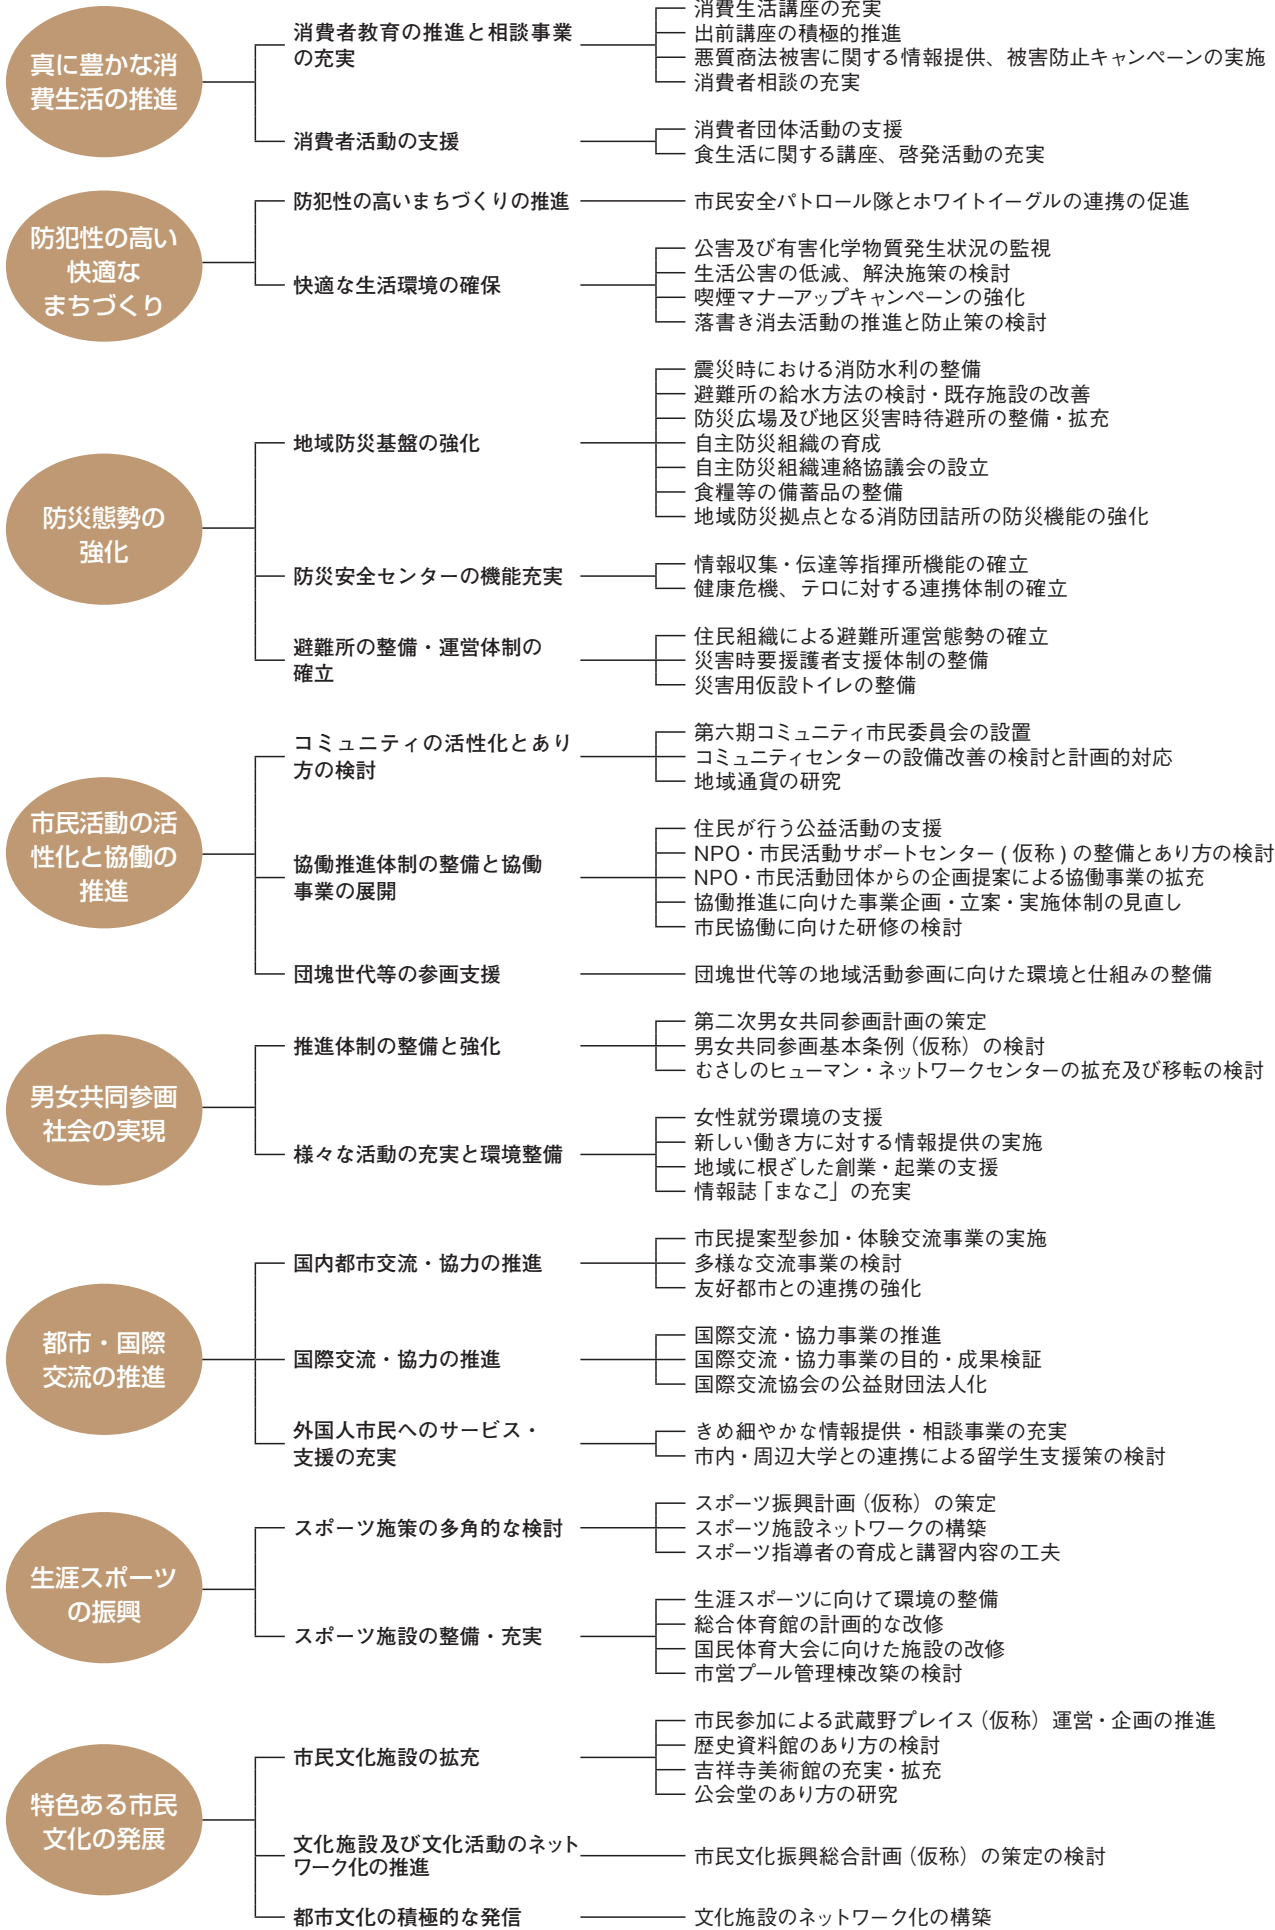 真に豊かな消
費生活の推進
消費者教育の推進と相談事業
の充実
消費生活講座の充実
出前講座の積極的推進
悪質商法被害に関する情報提供、被害防止キャンペーンの実施
消費者相談の充実
消費者活動の支援
消費者団体活動の支援
食生活に関する講座、啓発活動の充実
防犯性の高い
快適な
まちづくり
防犯性の高いまちづくりの推進
市民安全パトロール隊とホワイトイーグルの連携の促進
快適な生活環境の確保
公害及び有害化学物質発生状況の監視
生活公害の低減、解決施策の検討
喫煙マナーアップキャンペーンの強化
落書き消去活動の推進と防止策の検討
防災態勢の
強化
地域防災基盤の強化
震災時における消防水利の整備
避難所の給水方法の検討・既存施設の改善
防災広場及び地区災害時待避所の整備・拡充
自主防災組織の育成
自主防災組織連絡協議会の設立
食糧等の備蓄品の整備
地域防災拠点となる消防団詰所の防災機能の強化
防災安全センターの機能充実
情報収集・伝達等指揮所機能の確立
健康危機、テロに対する連携体制の確立
避難所の整備・運営体制の
確立
住民組織による避難所運営態勢の確立
災害時要援護者支援体制の整備
災害用仮設トイレの整備
市民活動の活
性化と協働の
推進
コミュニティの活性化とあり
方の検討
第六期コミュニティ市民委員会の設置
コミュニティセンターの設備改善の検討と計画的対応
地域通貨の研究
協働推進体制の整備と協働
事業の展開
住民が行う公益活動の支援
NPO・市民活動サポートセンター(仮称)の整備とあり方の検討
NPO・市民活動団体からの企画提案による協働事業の拡充
協働推進に向けた事業企画・立案・実施体制の見直し
市民協働に向けた研修の検討
団塊世代等の参画支援
団塊世代等の地域活動参画に向けた環境と仕組みの整備
男女共同参画
社会の実現
推進体制の整備と強化
第二次男女共同参画計画の策定
男女共同参画基本条例（仮称）の検討
むさしのヒューマン・ネットワークセンターの拡充及び移転の検討
様々な活動の充実と環境整備
女性就労環境の支援
新しい働き方に対する情報提供の実施
地域に根ざした創業・起業の支援
情報誌「まなこ」の充実
都市・国際
交流の推進
国内都市交流・協力の推進
市民提案型参加・体験交流事業の実施
多様な交流事業の検討
友好都市との連携の強化
国際交流・協力の推進
国際交流・協力事業の推進
国際交流・協力事業の目的・成果検証
国際交流協会の公益財団法人化
外国人市民へのサービス・
支援の充実
きめ細やかな情報提供・相談事業の充実
市内・周辺大学との連携による留学生支援策の検討
生涯スポーツ
の振興
スポーツ施策の多角的な検討
スポーツ振興計画（仮称）の策定
スポーツ施設ネットワークの構築
スポーツ指導者の育成と講習内容の工夫
スポーツ施設の整備・充実
生涯スポーツに向けて環境の整備
総合体育館の計画的な改修
国民体育大会に向けた施設の改修
市営プール管理棟改築の検討
特色ある市民
文化の発展
市民文化施設の拡充
市民参加による武蔵野プレイス（仮称）運営・企画の推進
歴史資料館のあり方の検討
吉祥寺美術館の充実・拡充
公会堂のあり方の研究
文化施設及び文化活動のネット
ワーク化の推進
市民文化振興総合計画（仮称）の策定の検討
都市文化の積極的な発信
文化施設のネットワーク化の構築